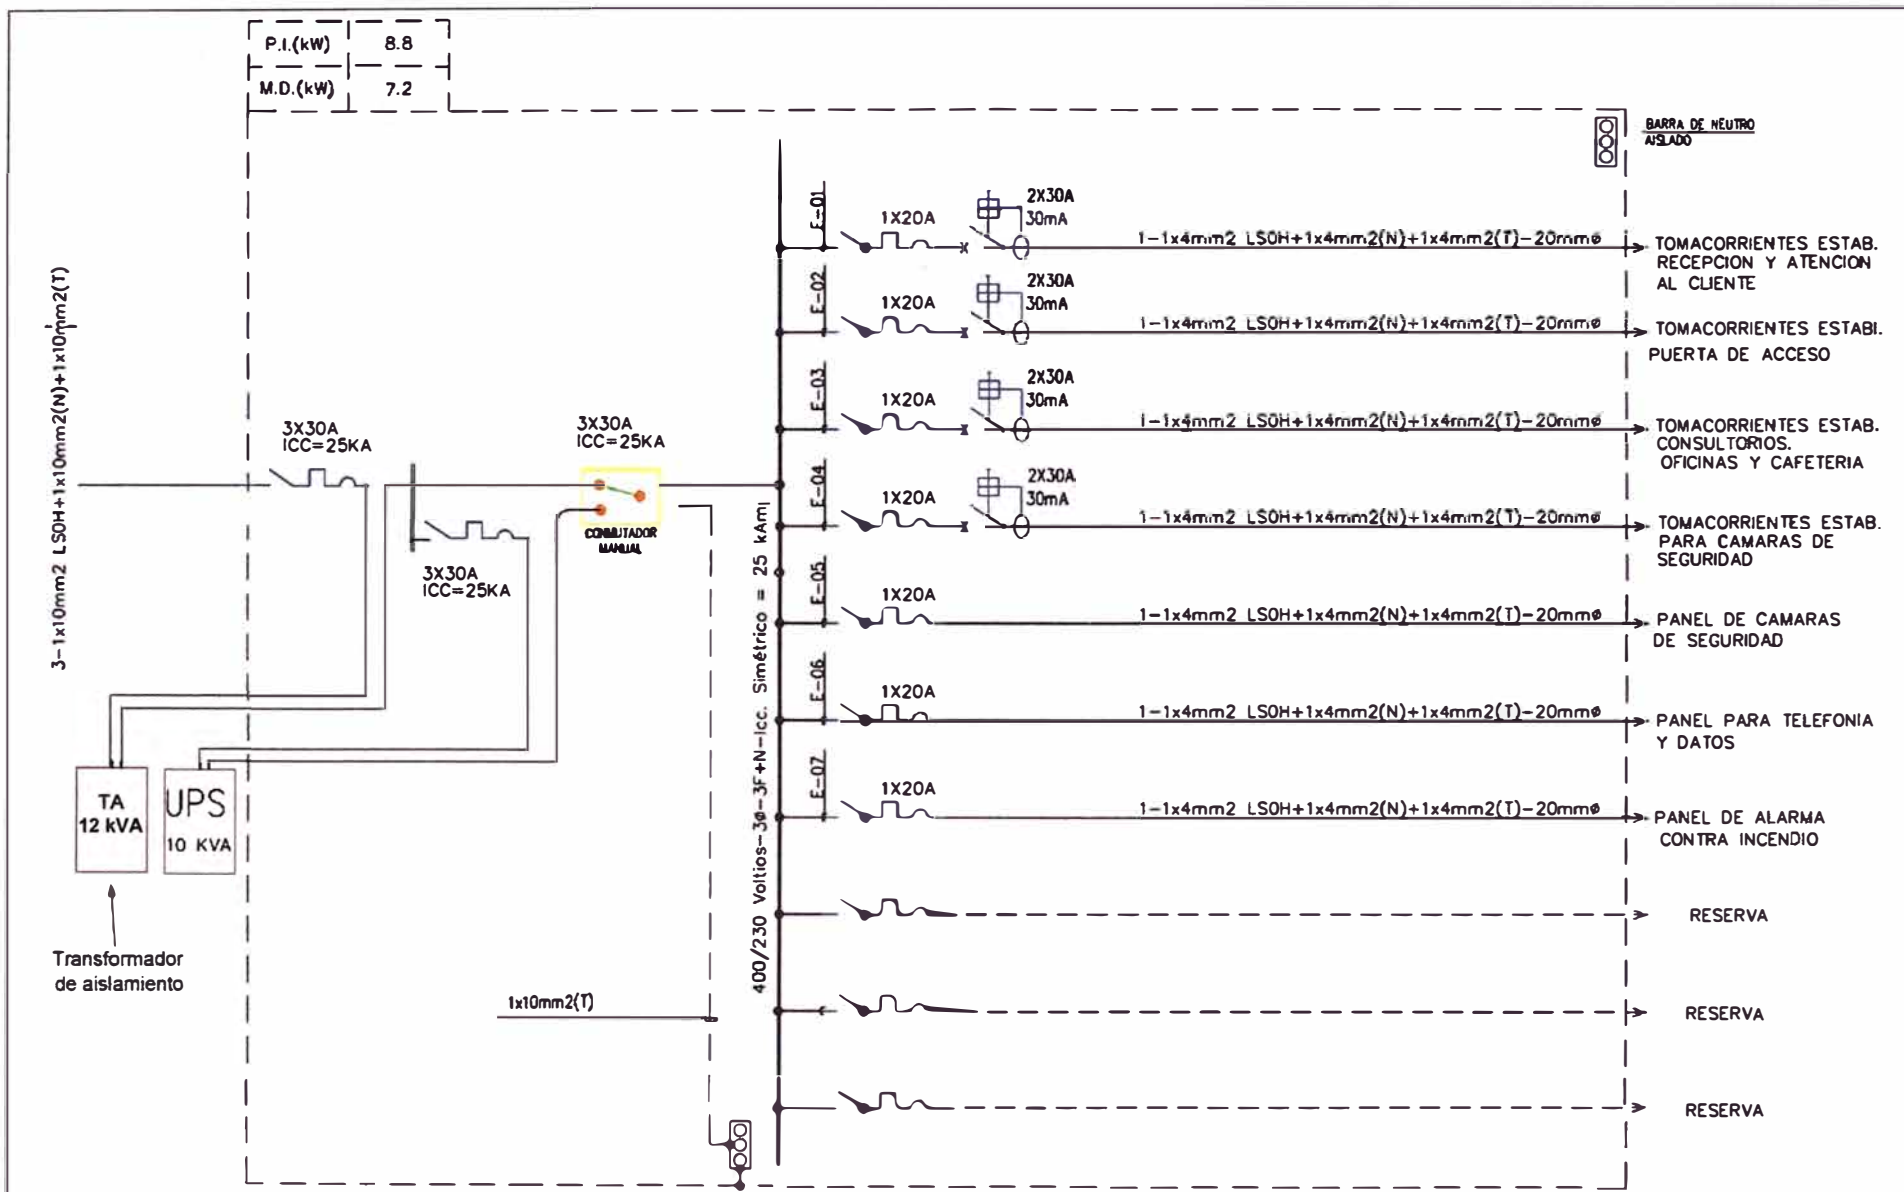 P.I.(kW) 8.8
M.D.(kW) 7.2
BARRA DE NEUTRO
AISLADO
3-1x10mm2 LSOH+1x10mm2(N)+1x10mm2(T)
3X30A
ICC=25KA
3X30A
ICC=25KA
3X30A
ICC=25KA
CONMUTADOR
MANUAL
TA
12 kVA
UPS
10 KVA
Transformador
de aislamiento
1x10mm2(T)
400/230 Voltios-3ø-3F+N-Icc. Simétrico = 25 kAmp
E-01
1X20A
2X30A
30mA
1-1x4mm2 LSOH+1x4mm2(N)+1x4mm2(T)-20mmø
TOMACORRIENTES ESTAB.
RECEPCION Y ATENCION
AL CLIENTE
E-02
1X20A
2X30A
30mA
1-1x4mm2 LSOH+1x4mm2(N)+1x4mm2(T)-20mmø
TOMACORRIENTES ESTABI.
PUERTA DE ACCESO
E-03
1X20A
2X30A
30mA
1-1x4mm2 LSOH+1x4mm2(N)+1x4mm2(T)-20mmø
TOMACORRIENTES ESTAB.
CONSULTORIOS.
OFICINAS Y CAFETERIA
E-04
1X20A
2X30A
30mA
1-1x4mm2 LSOH+1x4mm2(N)+1x4mm2(T)-20mmø
TOMACORRIENTES ESTAB.
PARA CAMARAS DE
SEGURIDAD
E-05
1X20A
1-1x4mm2 LSOH+1x4mm2(N)+1x4mm2(T)-20mmø
PANEL DE CAMARAS
DE SEGURIDAD
E-06
1X20A
1-1x4mm2 LSOH+1x4mm2(N)+1x4mm2(T)-20mmø
PANEL PARA TELEFONIA
Y DATOS
E-07
1X20A
1-1x4mm2 LSOH+1x4mm2(N)+1x4mm2(T)-20mmø
PANEL DE ALARMA
CONTRA INCENDIO
RESERVA
RESERVA
RESERVA